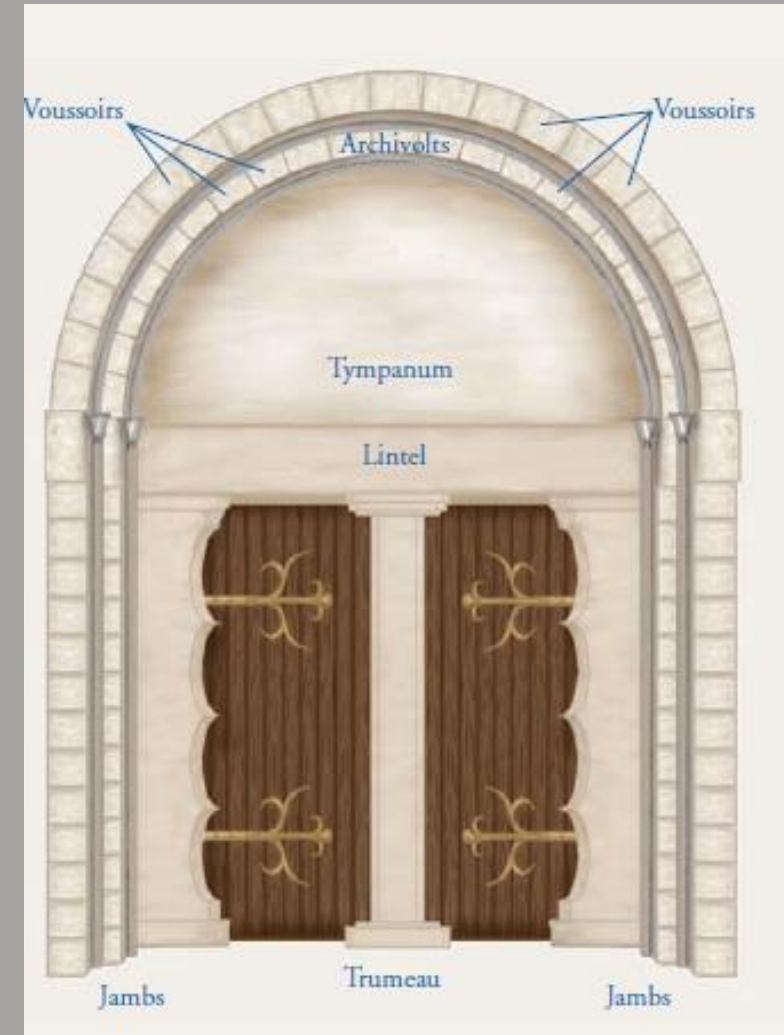 Voussoirs
Voussoirs
Archivolts
Tympanum
Lintel
Trumeau
Jambs
Jambs